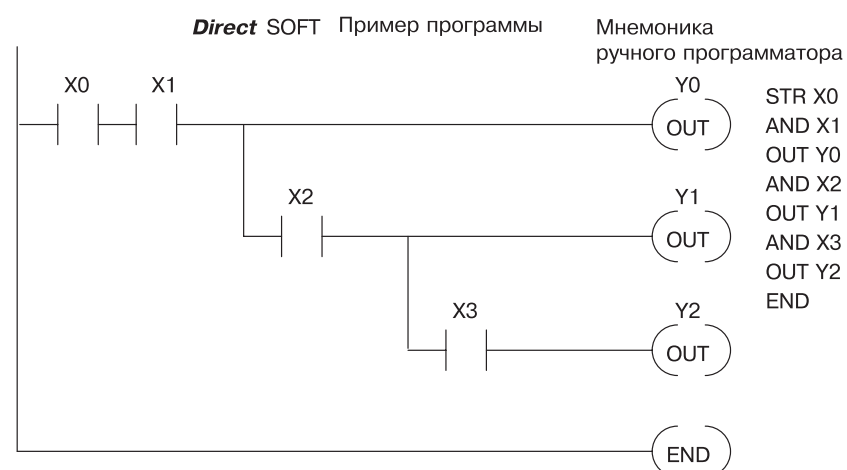 Direct SOFT Пример программы
Мнемоника
ручного программатора
X0 X1 Y0
OUT
X2 Y1
OUT
X3 Y2
OUT
END
STR X0
AND X1
OUT Y0
AND X2
OUT Y1
AND X3
OUT Y2
END